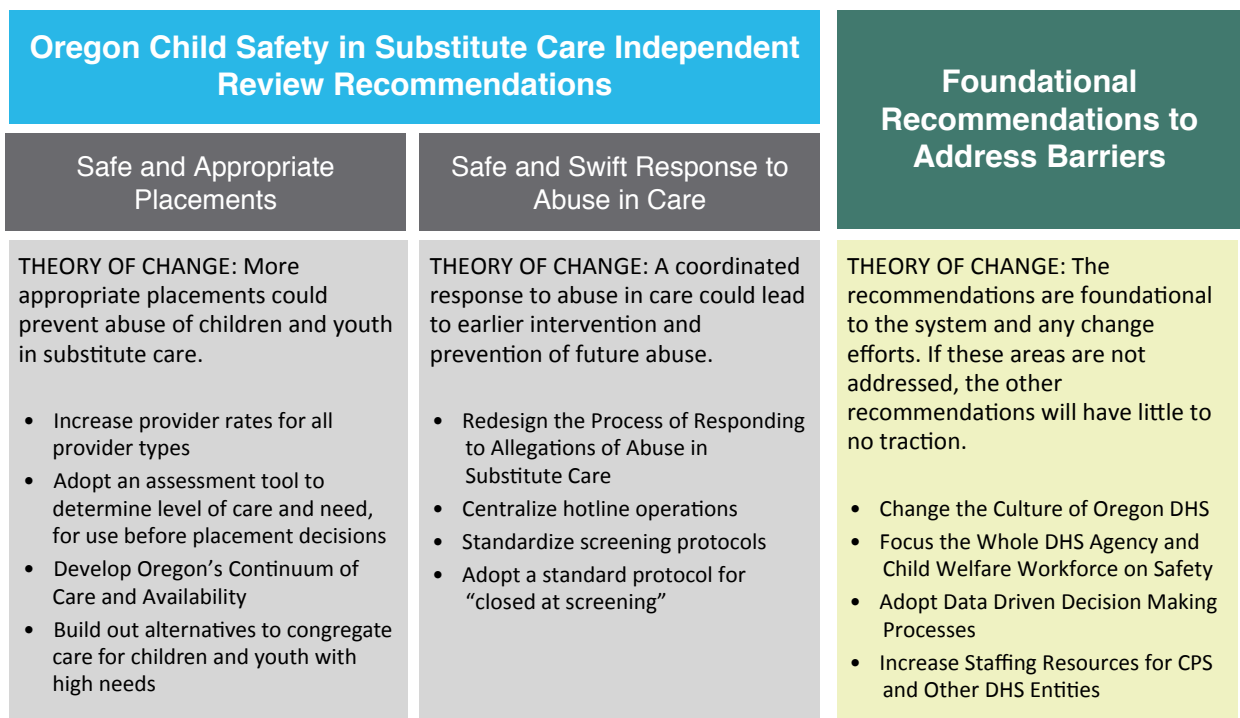 Oregon Child Safety in Substitute Care Independent
Review Recommendations
Safe and Appropriate
Placements
THEORY OF CHANGE: More
appropriate placements could
prevent abuse of children and youth
in substitute care.
• Increase provider rates for all
provider types
• Adopt an assessment tool to
determine level of care and need,
for use before placement decisions
• Develop Oregon's Continuum of
Care and Availability
• Build out alternatives to congregate
care for children and youth with
high needs
Safe and Swift Response to
Abuse in Care
THEORY OF CHANGE: A coordinated
response to abuse in care could lead
to earlier intervention and
prevention of future abuse.
• Redesign the Process of Responding
to Allegations of Abuse in
Substitute Care
• Centralize hotline operations
• Standardize screening protocols
• Adopt a standard protocol for
“closed at screening”
Foundational
Recommendations to
Address Barriers
THEORY OF CHANGE: The
recommendations are foundational
to the system and any change
efforts. If these areas are not
addressed, the other
recommendations will have little to
no traction.
• Change the Culture of Oregon DHS
• Focus the Whole DHS Agency and
Child Welfare Workforce on Safety
• Adopt Data Driven Decision Making
Processes
• Increase Staffing Resources for CPS
and Other DHS Entities